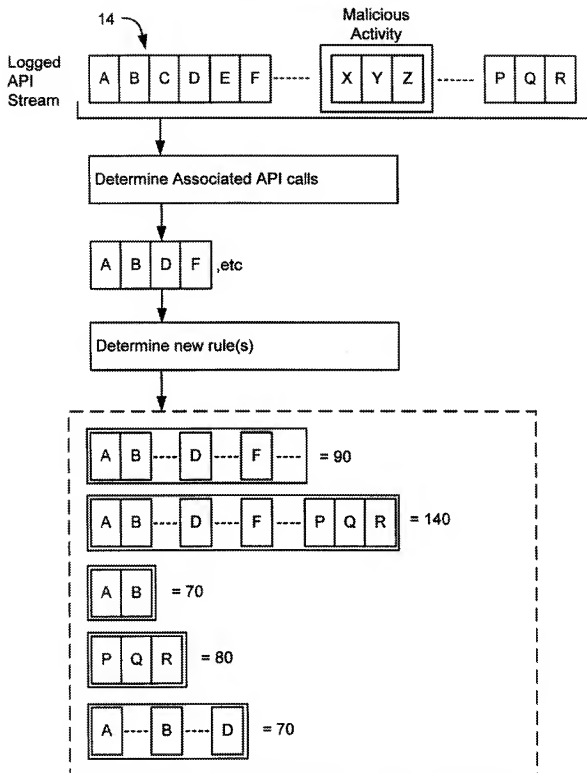 14
Malicious
Activity
Logged
API
Stream
A B C D E F ------ X Y Z ------ P Q R
Determine Associated API calls
A B D F ,etc
Determine new rule(s)
A B ---- D ---- F ---- = 90
A B ---- D ---- F ---- P Q R = 140
A B = 70
P Q R = 80
A ---- B ---- D = 70